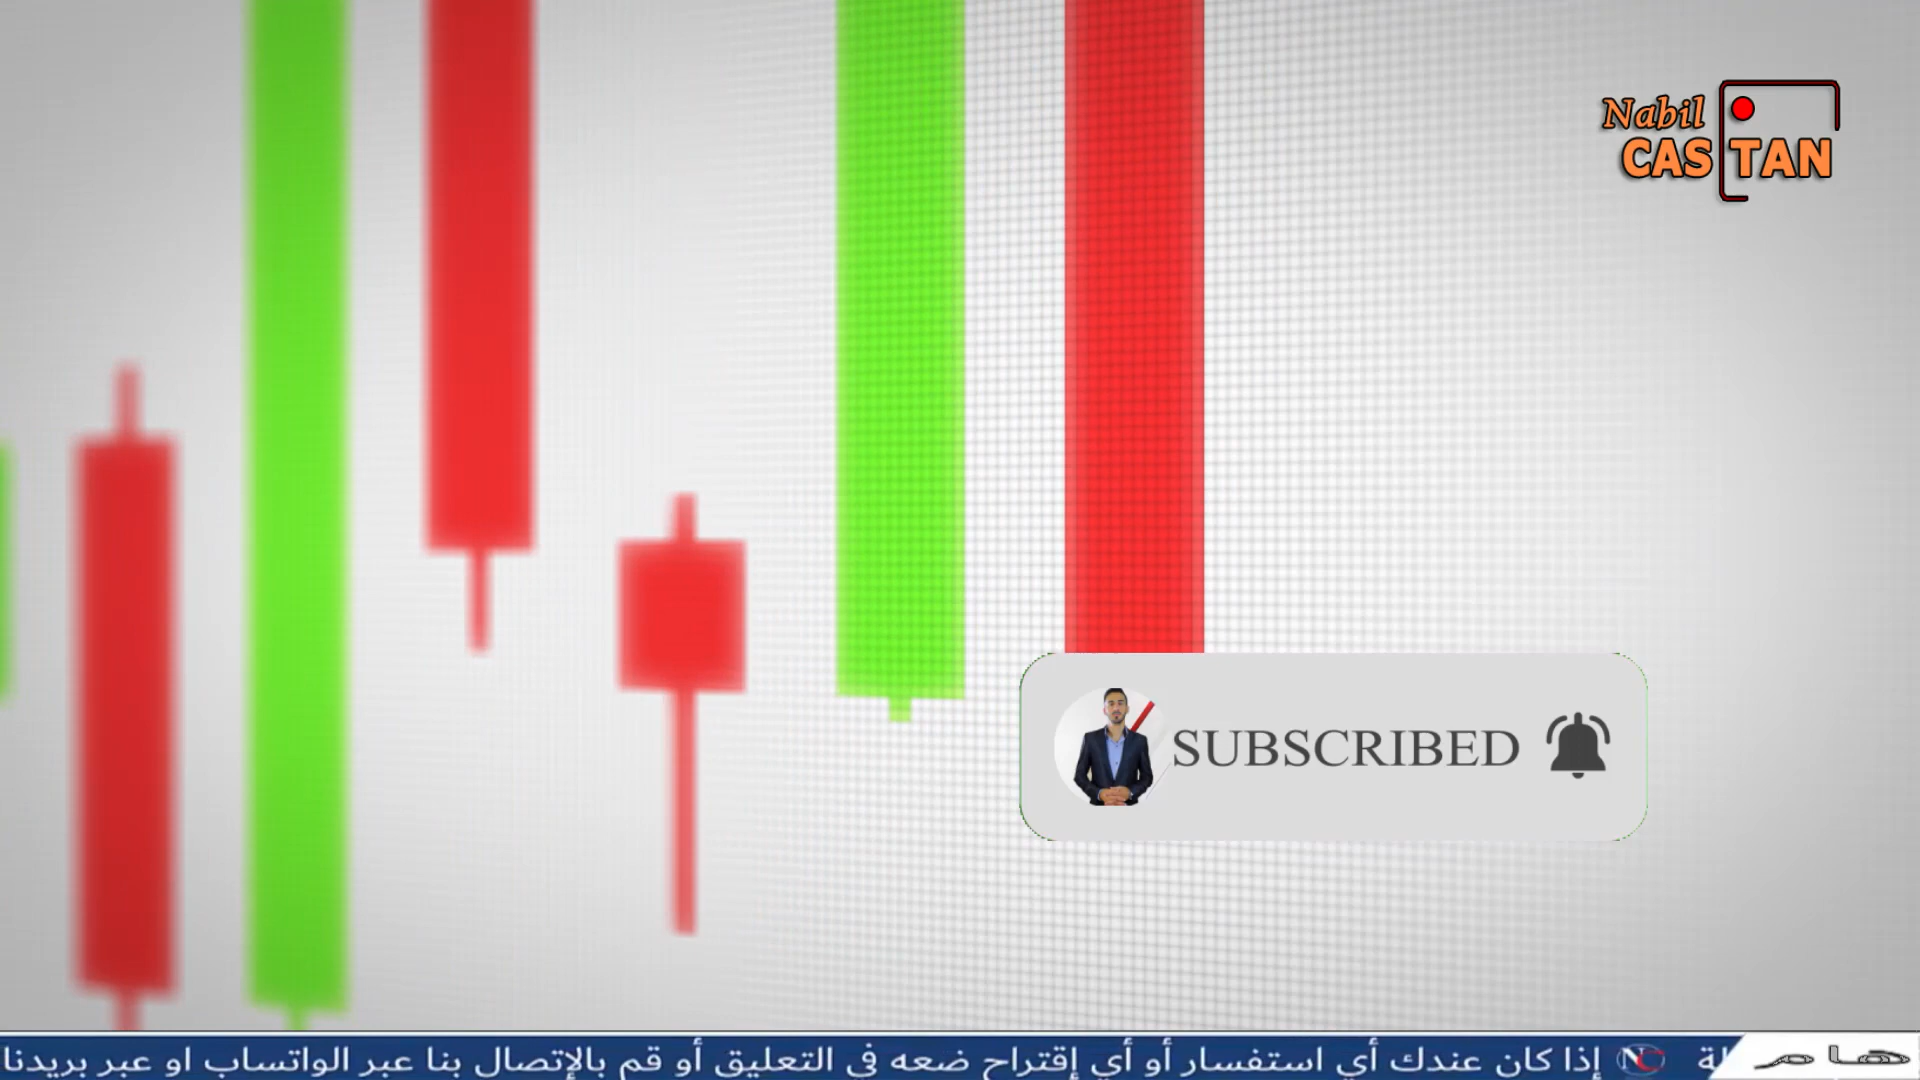 Nabil
CASTAN
SUBSCRIBED
هام
إذا كان عندك أي استفسار أو أي إقتراح ضعه في التعليق أو قم بالإتصال بنا عبر الواتساب او عبر بريدنا